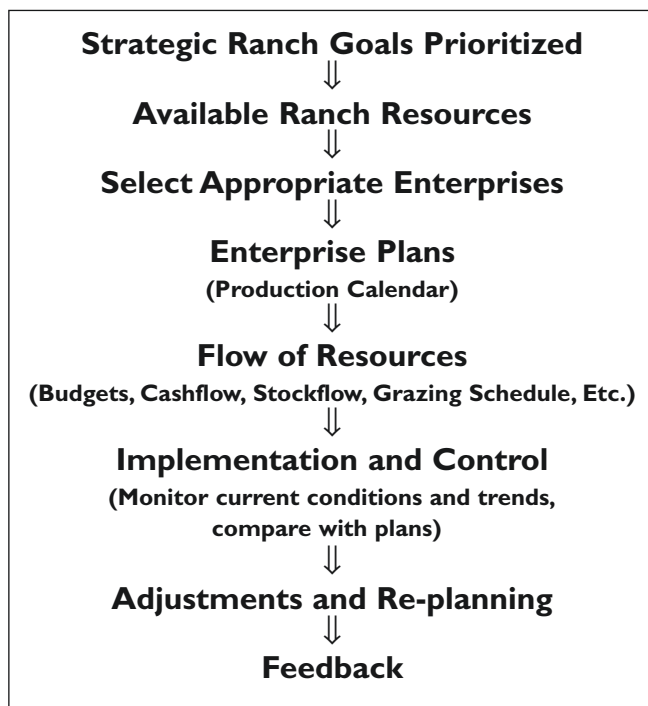 Strategic Ranch Goals Prioritized
⇓
Available Ranch Resources
⇓
Select Appropriate Enterprises
⇓
Enterprise Plans
(Production Calendar)
⇓
Flow of Resources
(Budgets, Cashflow, Stockflow, Grazing Schedule, Etc.)
⇓
Implementation and Control
(Monitor current conditions and trends,
compare with plans)
⇓
Adjustments and Re-planning
⇓
Feedback